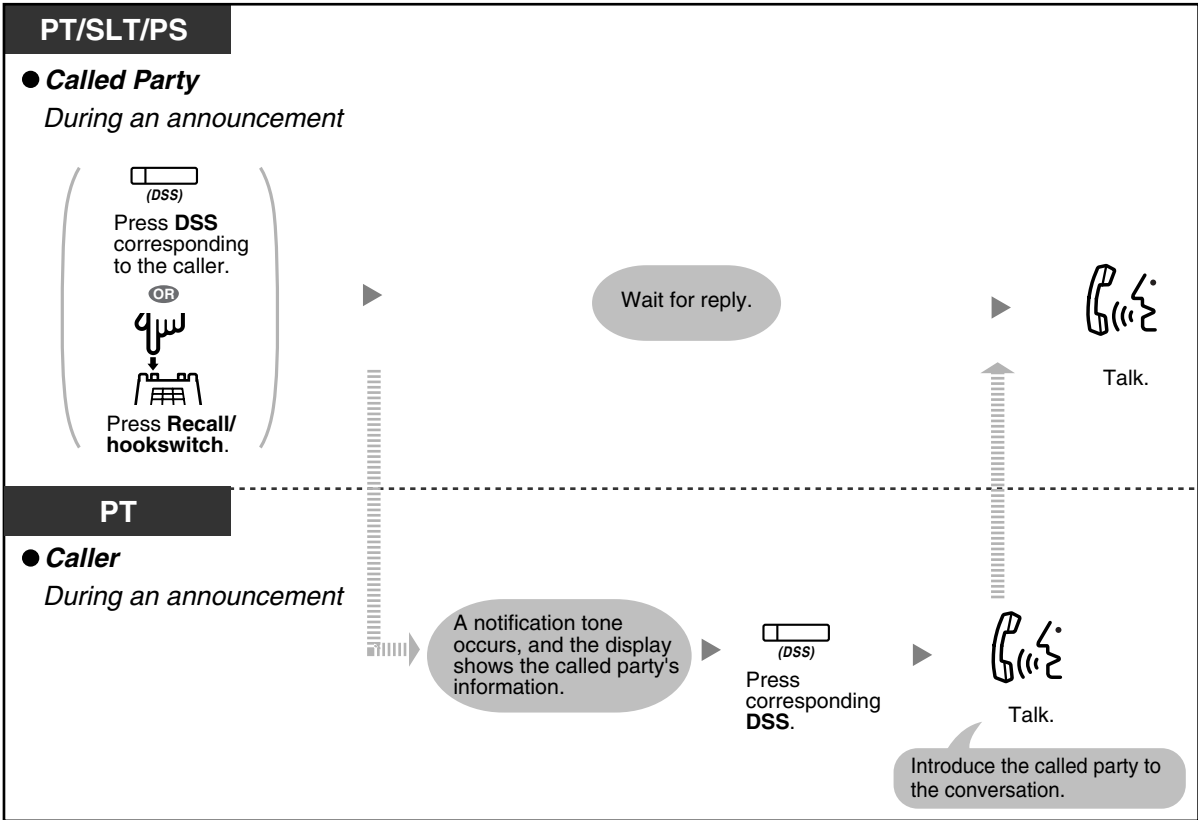 PT/SLT/PS
Called Party
During an announcement
(DSS)
Press DSS
corresponding
to the caller.
OR
Press Recall/
hookswitch.
Wait for reply.
Talk.
PT
Caller
During an announcement
A notification tone
occurs, and the display
shows the called party's
information.
(DSS)
Press
corresponding
DSS.
Talk.
Introduce the called party to
the conversation.